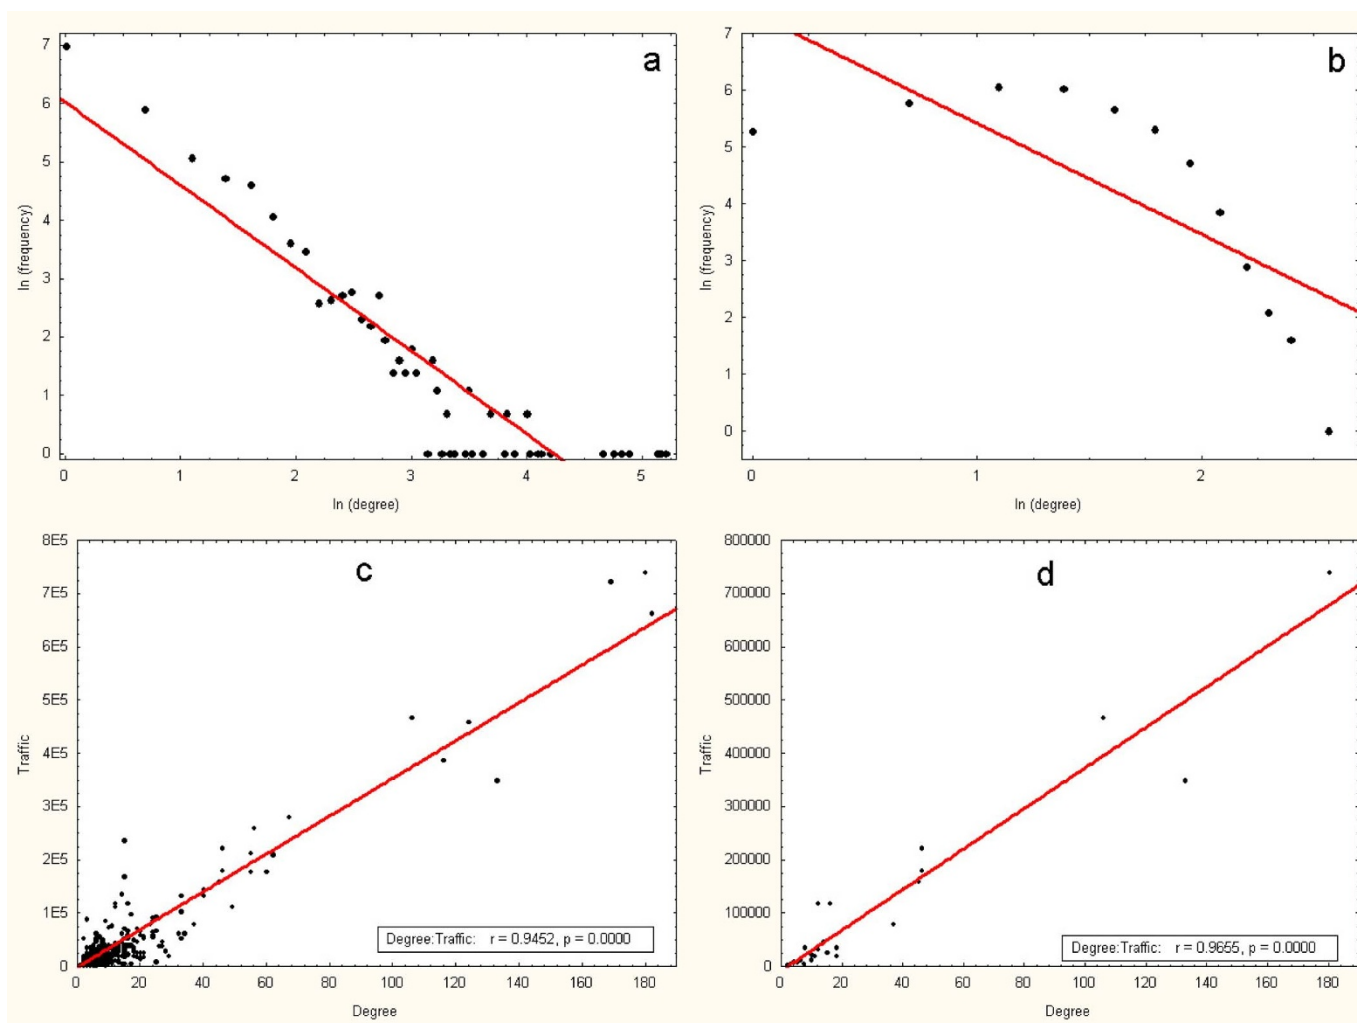 a
7
6
5
4
3
2
1
0
ln (frequency)
0 1 2 3 4 5
ln (degree)
b
7
6
5
4
3
2
1
0
ln (frequency)
0 1 2
ln (degree)
c
8E5
7E5
6E5
5E5
4E5
3E5
2E5
1E5
0
Traffic
Degree:Traffic: r = 0.9452, p = 0.0000
0 20 40 60 80 100 120 140 160 180
Degree
d
800000
700000
600000
500000
400000
300000
200000
100000
0
Traffic
Degree:Traffic: r = 0.9655, p = 0.0000
0 20 40 60 80 100 120 140 160 180
Degree